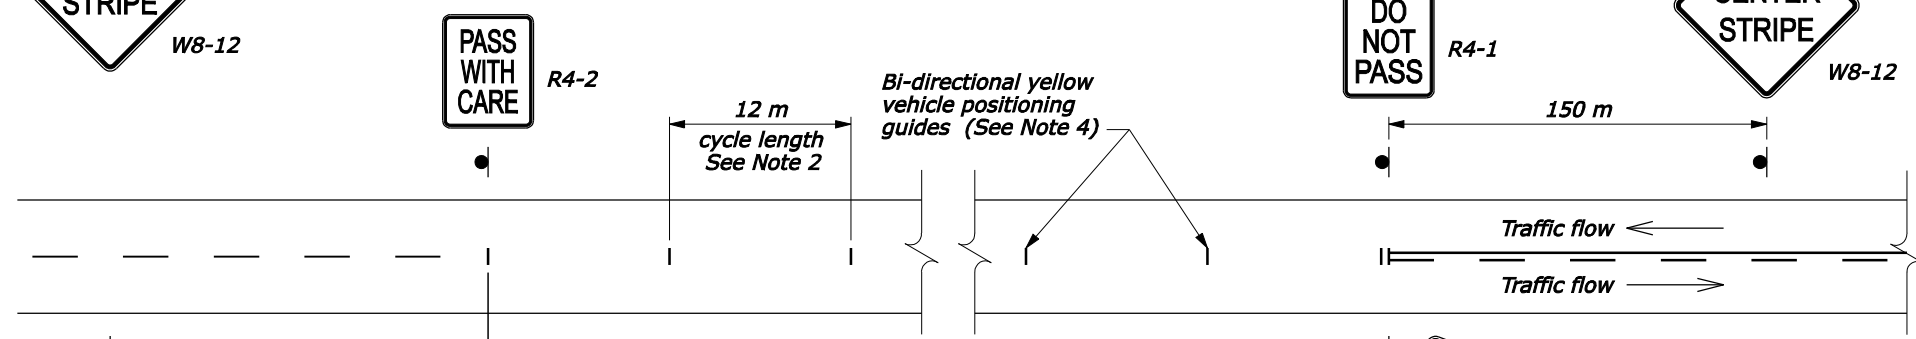 STRIPE
W8-12
PASS
WITH
CARE
R4-2
12 m
cycle length
See Note 2
Bi-directional yellow
vehicle positioning
guides (See Note 4)
DO
NOT
PASS
R4-1
150 m
CENTER
STRIPE
W8-12
Traffic flow
Traffic flow